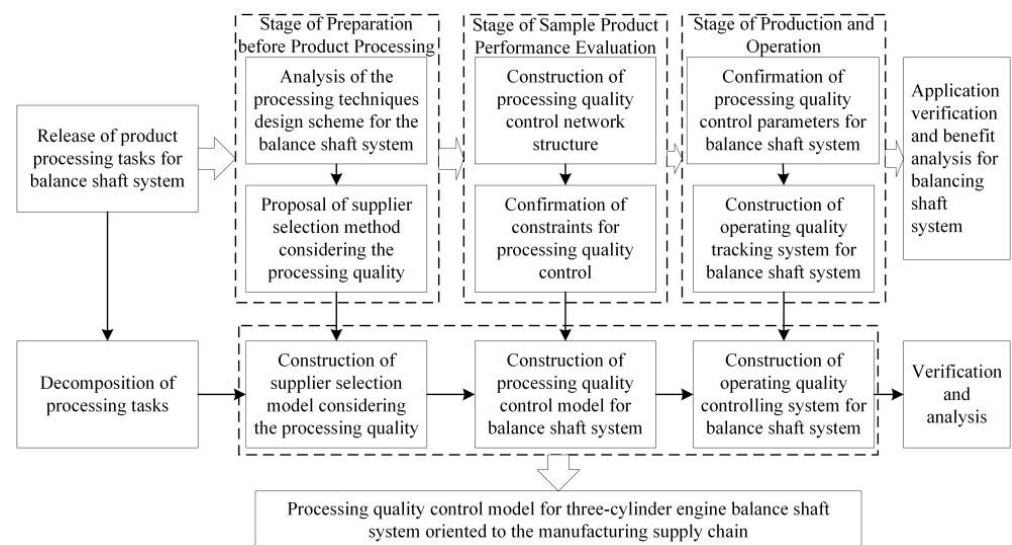 Stage of Preparation
before Product Processing
Stage of Sample Product
Performance Evaluation
Stage of Production and
Operation
Release of product
processing tasks for
balance shaft system
Analysis of the
processing techniques
design scheme for the
balance shaft system
Construction of
processing quality
control network
structure
Confirmation of
processing quality
control parameters for
balance shaft system
Application
verification
and benefit
analysis for
balancing
shaft
system
Proposal of supplier
selection method
considering the
processing quality
Confirmation of
constraints for
processing quality
control
Construction of
operating quality
tracking system for
balance shaft system
Decomposition of
processing tasks
Construction of
supplier selection
model considering
the processing quality
Construction of
processing quality
control model for
balance shaft system
Construction of
operating quality
controlling system for
balance shaft system
Verification
and
analysis
Processing quality control model for three-cylinder engine balance shaft
system oriented to the manufacturing supply chain